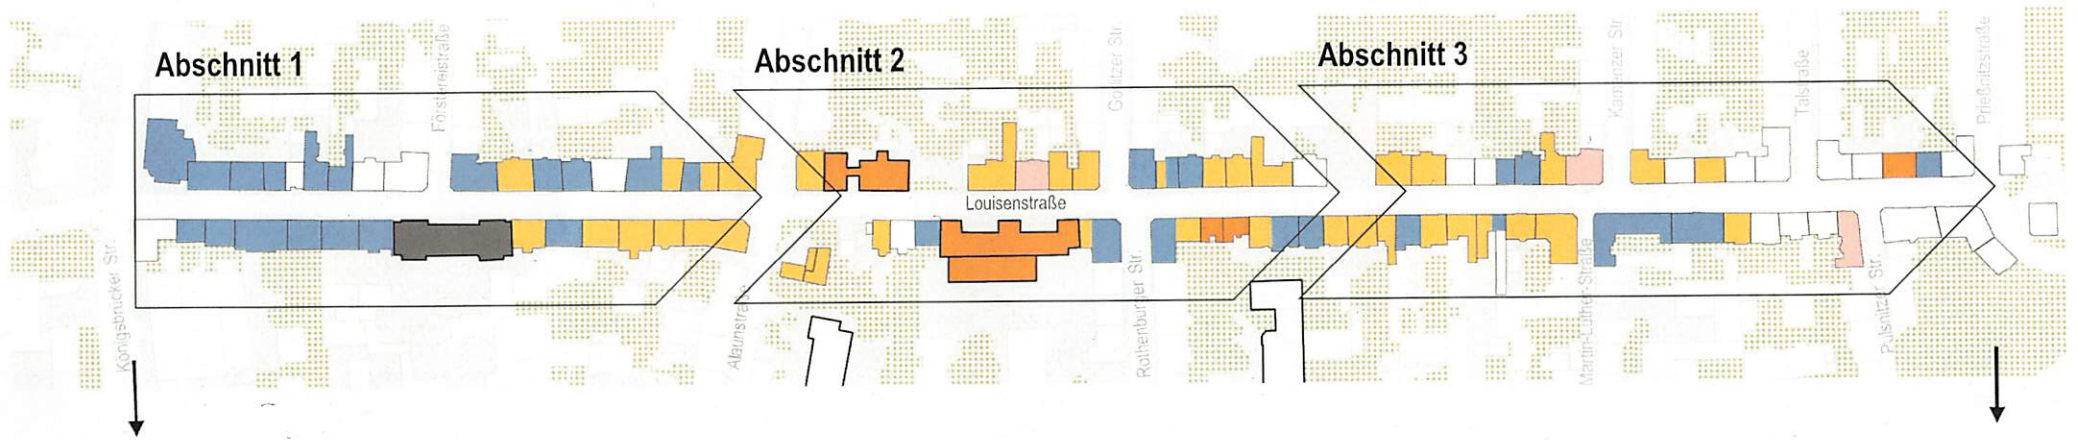 Abschnitt 1
Abschnitt 2
Abschnitt 3
Förstereistraße
Görlitzer Str.
Kamenzer Str.
Talstraße
Prießnitzstraße
Louisenstraße
Königsbrücker Str.
Alaunstraße
Rothenburger Str.
Martin-Luther-Straße
Pulsnitzer Str.